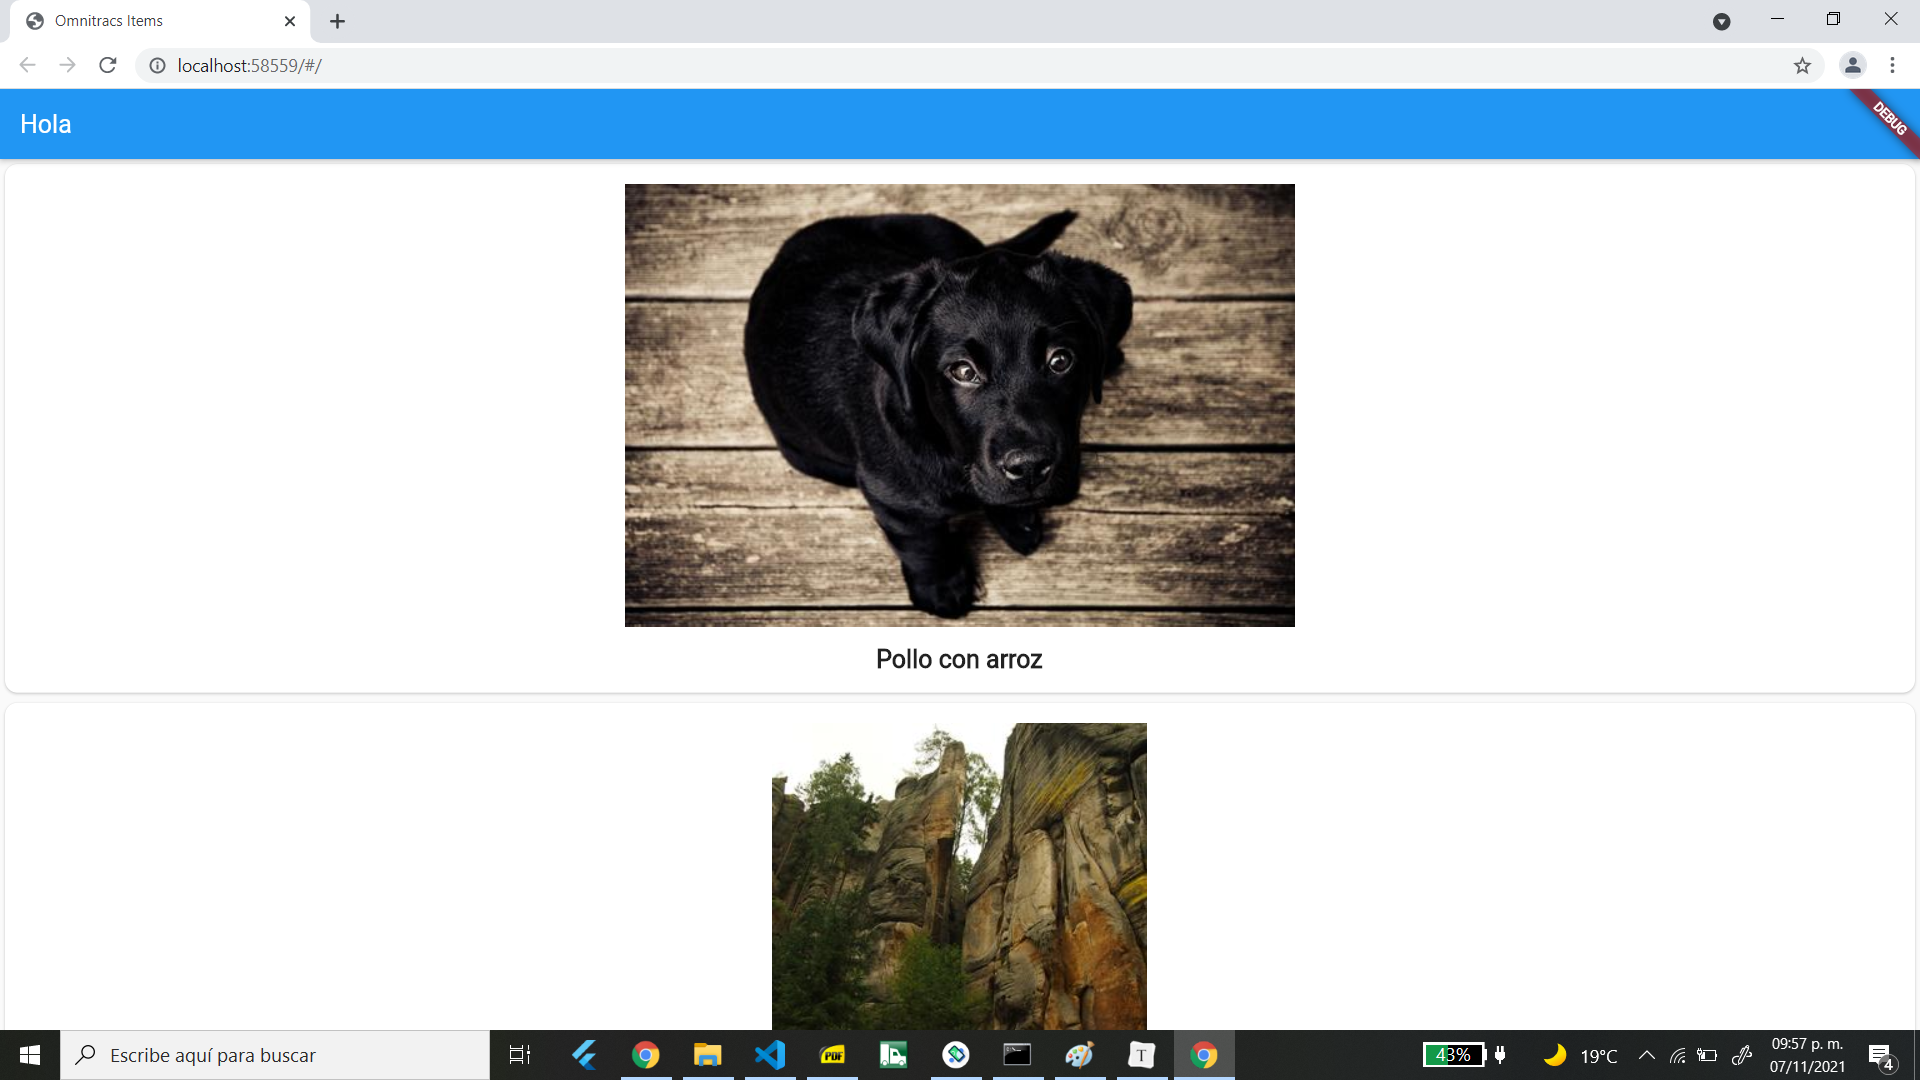 Omnitracs Items
localhost:58559/#/
Hola
DEBUG
Pollo con arroz
Escribe aquí para buscar
PDF
T
43%
19°C
09:57 p. m.
07/11/2021
4